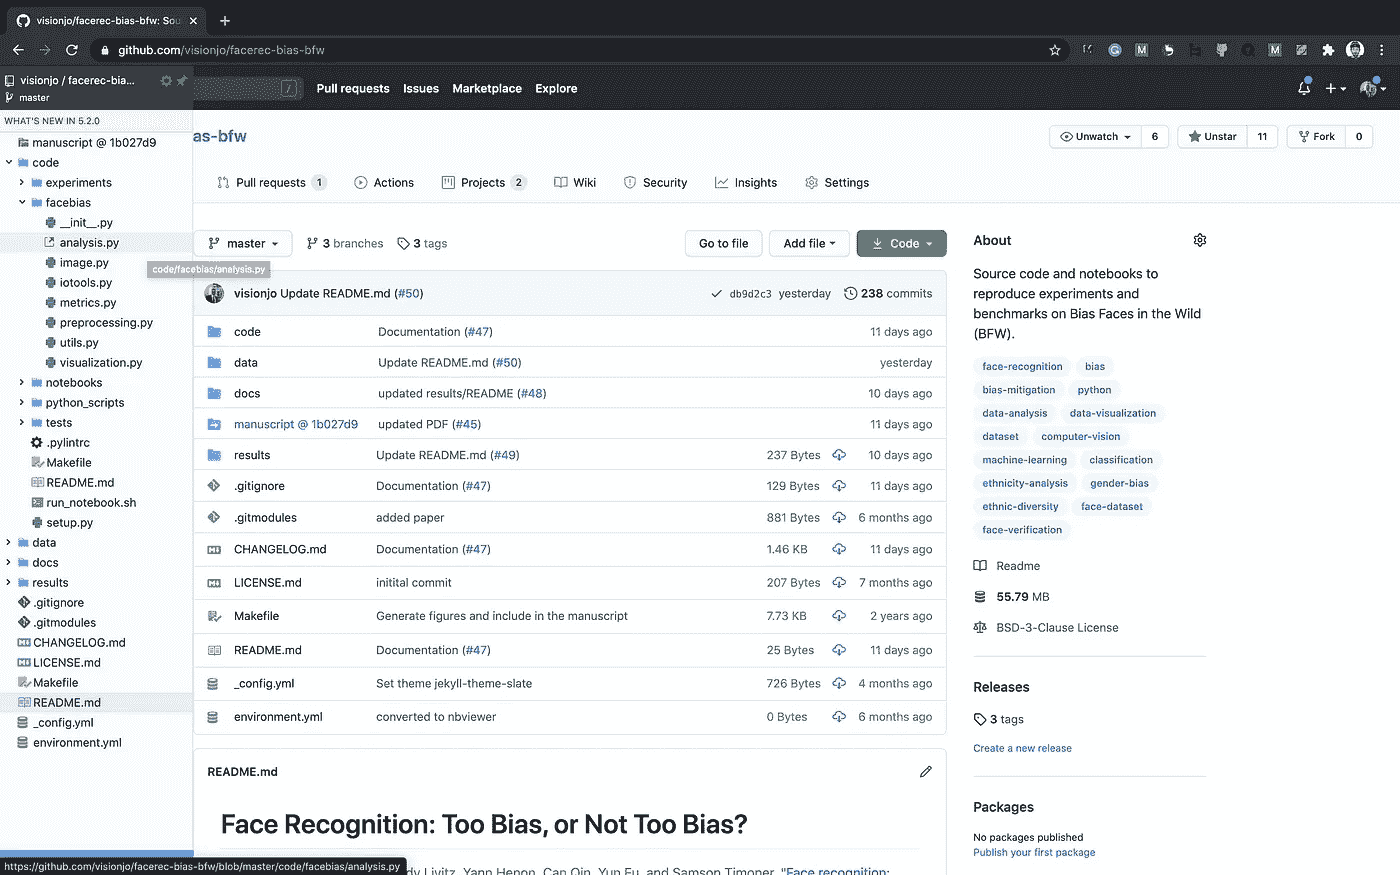 visionjo/facerec-bias-bfw: Sou
github.com/visionjo/facerec-bias-bfw
visionjo / facerec-bia...
master
/
Pull requests Issues Marketplace Explore
WHAT'S NEW IN 5.2.0
manuscript @ 1b027d9
code
experiments
facebias
__init__.py
analysis.py
image.py
code/facebias/analysis.py
iotools.py
metrics.py
preprocessing.py
utils.py
visualization.py
notebooks
python_scripts
tests
.pylintrc
Makefile
README.md
run_notebook.sh
setup.py
data
docs
results
.gitignore
.gitmodules
CHANGELOG.md
LICENSE.md
Makefile
README.md
_config.yml
environment.yml
as-bfw
Unwatch 6 Unstar 11 Fork 0
Pull requests 1 Actions Projects 2 Wiki Security Insights Settings
master 3 branches 3 tags Go to file Add file Code
visionjo Update README.md (#50) db9d2c3 yesterday 238 commits
code Documentation (#47) 11 days ago
data Update README.md (#50) yesterday
docs updated results/README (#48) 10 days ago
manuscript @ 1b027d9 updated PDF (#45) 11 days ago
results Update README.md (#49) 237 Bytes 10 days ago
.gitignore Documentation (#47) 129 Bytes 11 days ago
.gitmodules added paper 881 Bytes 6 months ago
CHANGELOG.md Documentation (#47) 1.46 KB 11 days ago
LICENSE.md initital commit 207 Bytes 7 months ago
Makefile Generate figures and include in the manuscript 7.73 KB 2 years ago
README.md Documentation (#47) 25 Bytes 11 days ago
_config.yml Set theme jekyll-theme-slate 726 Bytes 4 months ago
environment.yml converted to nbviewer 0 Bytes 6 months ago
README.md
Face Recognition: Too Bias, or Not Too Bias?
Livitz, Yann Henon, Can Qin, Yun Fu, and Samson Timoner. "Face recognition:
About
Source code and notebooks to
reproduce experiments and
benchmarks on Bias Faces in the Wild
(BFW).
face-recognition bias
bias-mitigation python
data-analysis data-visualization
dataset computer-vision
machine-learning classification
ethnicity-analysis gender-bias
ethnic-diversity face-dataset
face-verification
Readme
55.79 MB
BSD-3-Clause License
Releases
3 tags
Create a new release
Packages
No packages published
Publish your first package
https://github.com/visionjo/facerec-bias-bfw/blob/master/code/facebias/analysis.py